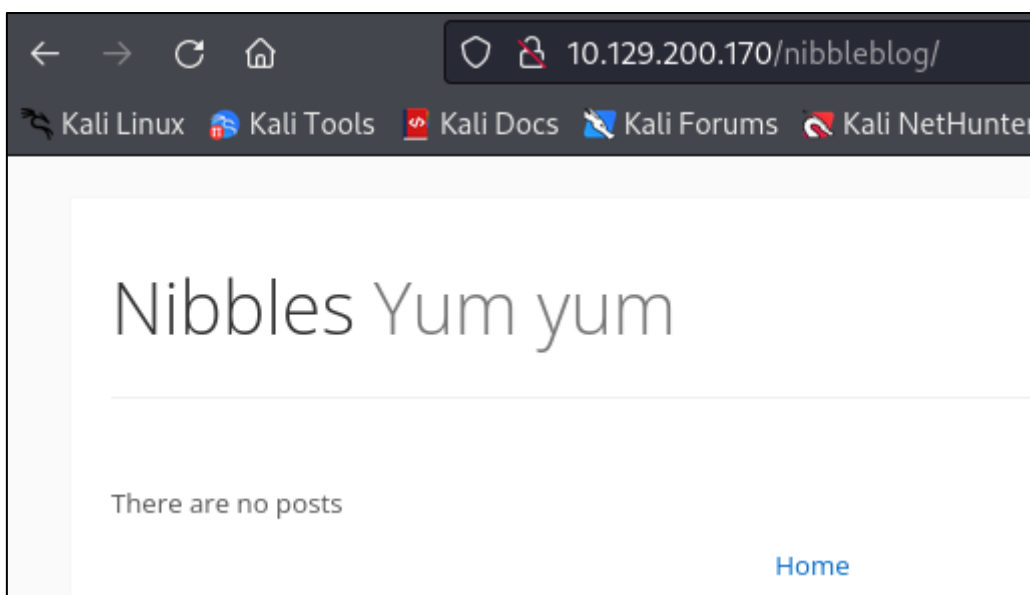 10.129.200.170/nibbleblog/
Kali Linux Kali Tools Kali Docs Kali Forums Kali NetHunter
Nibbles Yum yum
There are no posts
Home